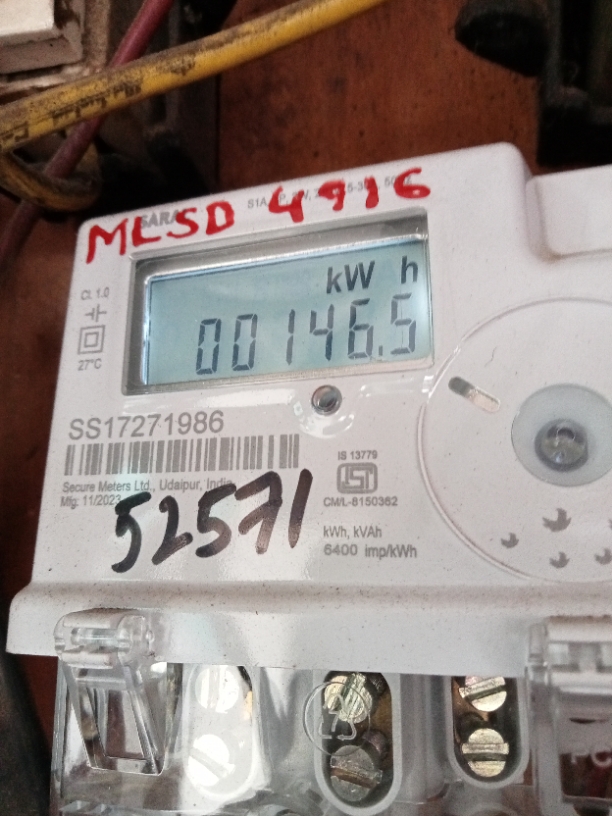 MLSD 4916
SARA
Cl. 1.0
27°C
kW h
00146.5
SS17271986
Secure Meters Ltd., Udaipur, India
Mfg: 11/2023
52571
IS 13779
CM/L-8150362
kWh, kVAh
6400 imp/kWh